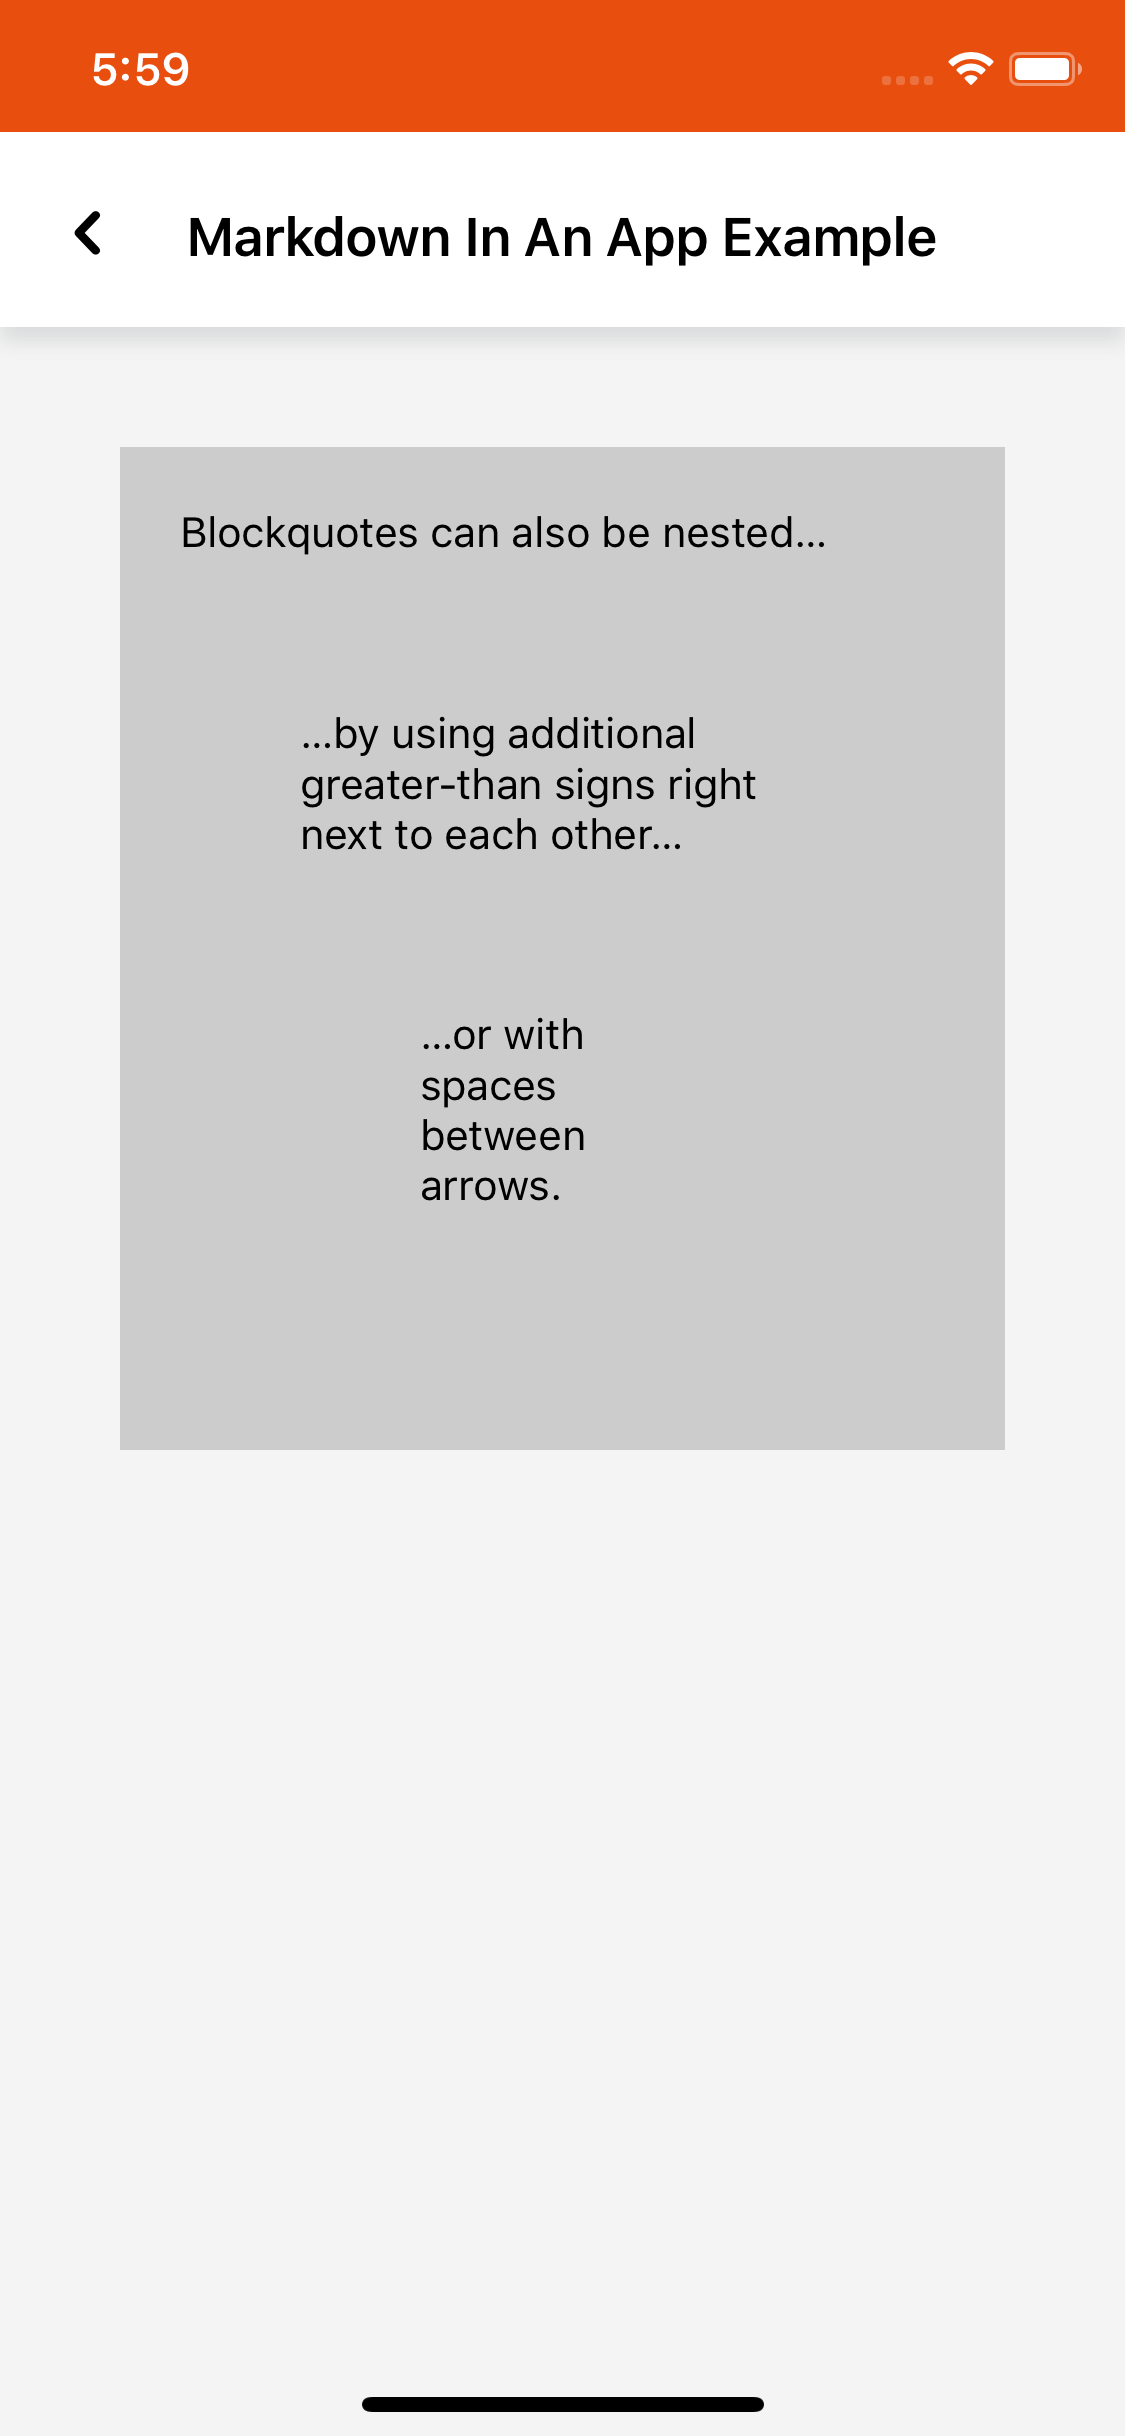 5:59
Markdown In An App Example
Blockquotes can also be nested...
...by using additional
greater-than signs right
next to each other...
...or with
spaces
between
arrows.